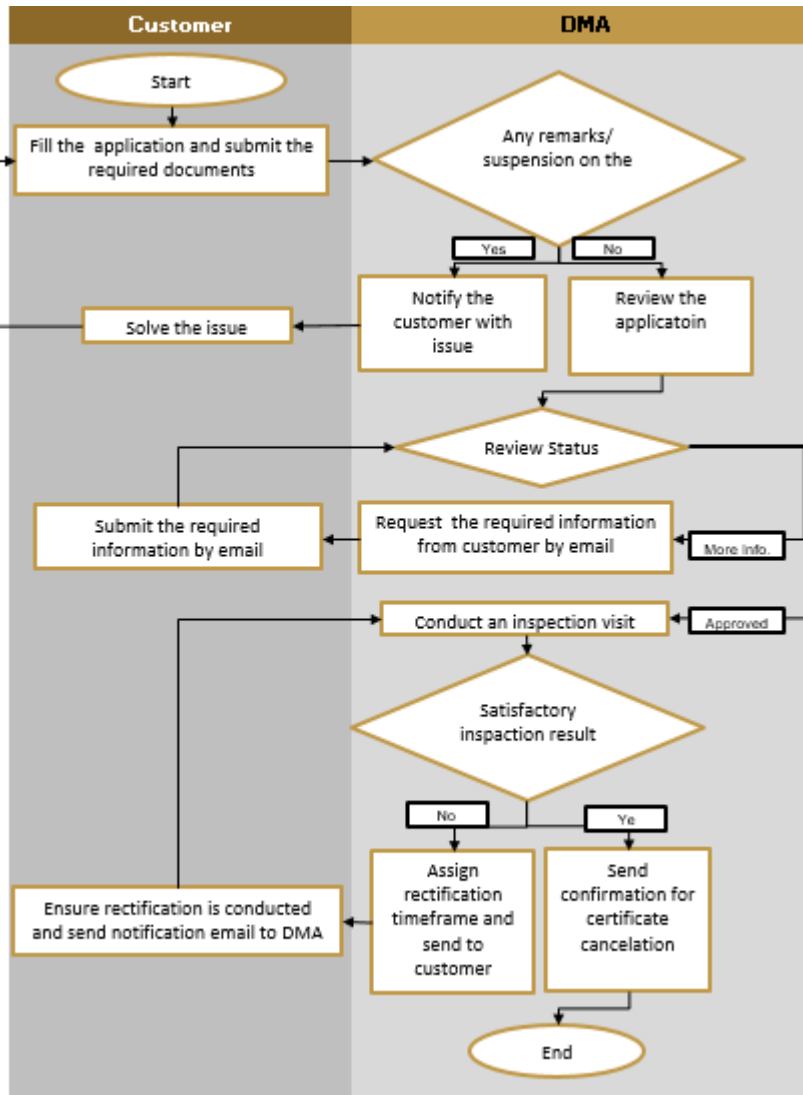 Customer
DMA
Start
Fill the application and submit the
required documents
Any remarks/
suspension on the
Yes
No
Notify the
customer with
issue
Review the
applicatoin
Solve the issue
Review Status
Submit the required
information by email
Request the required information
from customer by email
More Info.
Conduct an inspection visit
Approved
Satisfactory
inspaction result
No
Ye
Assign
rectification
timeframe and
send to
customer
Send
confirmation for
certificate
cancelation
Ensure rectification is conducted
and send notification email to DMA
End